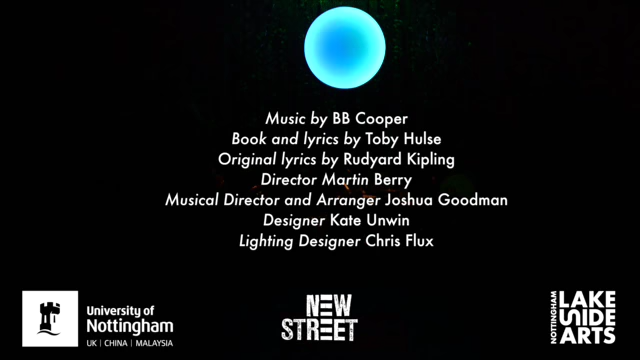 Music by BB Cooper
Book and lyrics by Toby Hulse
Original lyrics by Rudyard Kipling
Director Martin Berry
Musical Director and Arranger Joshua Goodman
Designer Kate Unwin
Lighting Designer Chris Flux
University of
Nottingham
UK | CHINA | MALAYSIA
NEW
STREET
NOTTINGHAM
LAKE
SIDE
ARTS